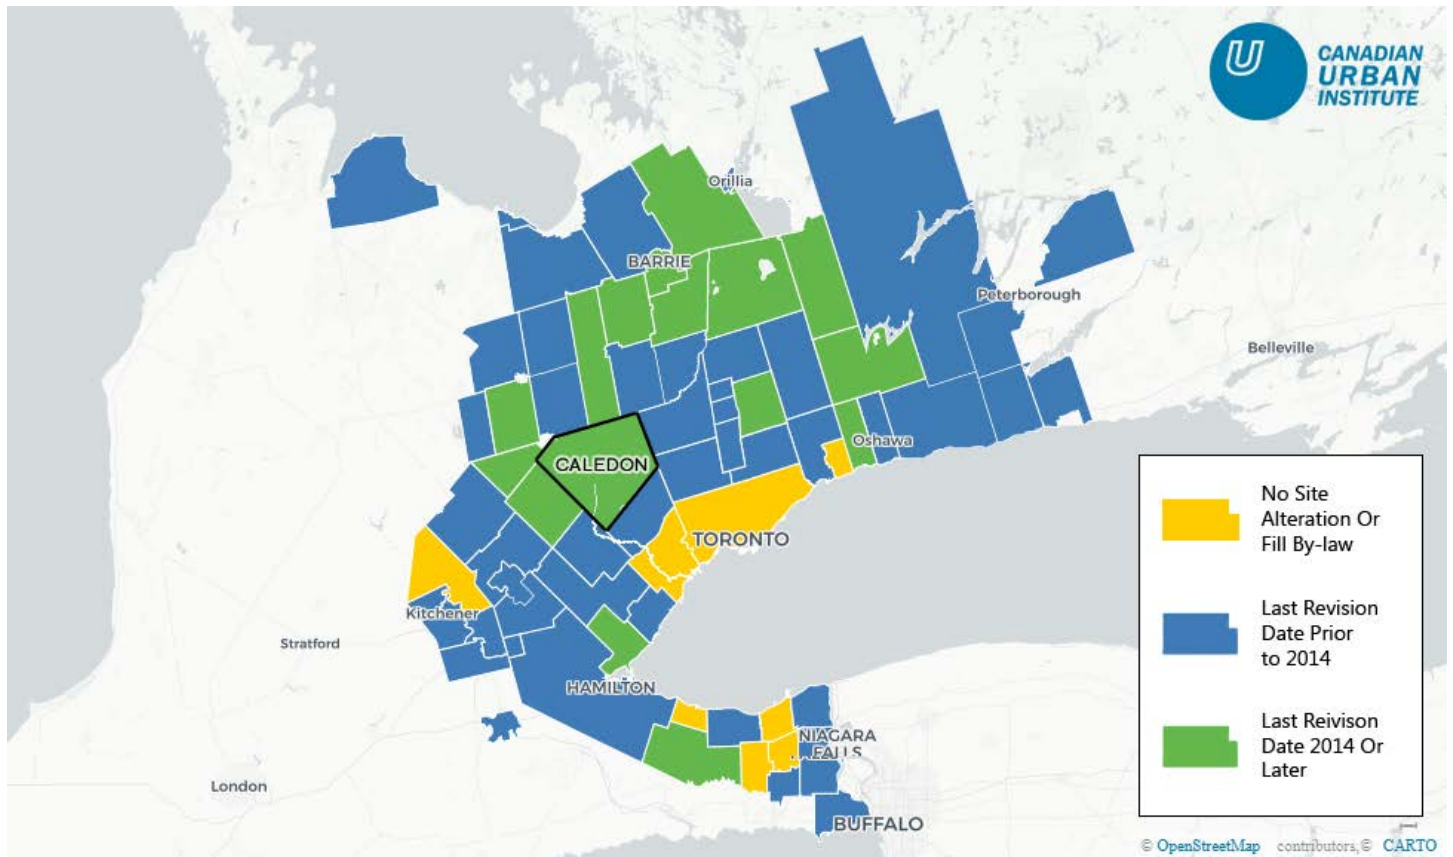 U
CANADIAN
URBAN
INSTITUTE
Orillia
BARRIE
Peterborough
Belleville
Oshawa
CALEDON
TORONTO
Kitchener
Stratford
HAMILTON
NIAGARA
FALLS
London
BUFFALO
No Site
Alteration Or
Fill By-law
Last Revision
Date Prior
to 2014
Last Reivison
Date 2014 Or
Later
© OpenStreetMap contributors,© CARTO